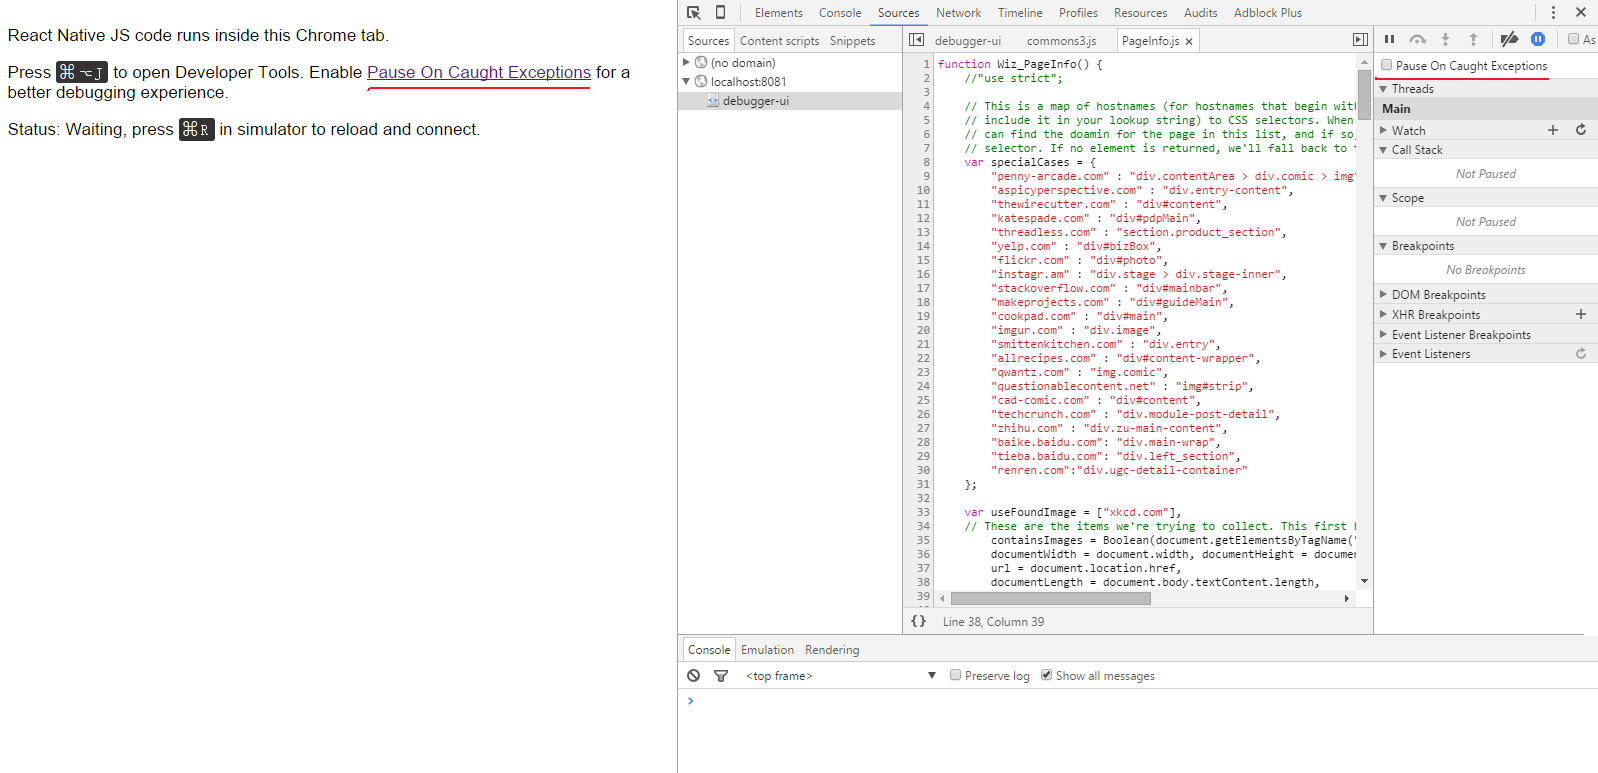 React Native JS code runs inside this Chrome tab.
Press ⌘⌥J to open Developer Tools. Enable Pause On Caught Exceptions for a
better debugging experience.
Status: Waiting, press ⌘R in simulator to reload and connect.
Elements Console Sources Network Timeline Profiles Resources Audits Adblock Plus
Sources Content scripts Snippets
(no domain)
localhost:8081
debugger-ui
debugger-ui commons3.js PageInfo.js ×
1 function Wiz_PageInfo() {
2 //"use strict";
3
4 // This is a map of hostnames (for hostnames that begin wit
5 // include it in your lookup string) to CSS selectors. When
6 // can find the doamin for the page in this list, and if so
7 // selector. If no element is returned, we'll fall back to
8 var specialCases = {
9 "penny-arcade.com" : "div.contentArea > div.comic > img"
10 "aspicyperspective.com" : "div.entry-content",
11 "thewirecutter.com" : "div#content",
12 "katespade.com" : "div#pdpMain",
13 "threadless.com" : "section.product_section",
14 "yelp.com" : "div#bizBox",
15 "flickr.com" : "div#photo",
16 "instagr.am" : "div.stage > div.stage-inner",
17 "stackoverflow.com" : "div#mainbar",
18 "makeprojects.com" : "div#guideMain",
19 "cookpad.com" : "div#main",
20 "imgur.com" : "div.image",
21 "smittenkitchen.com" : "div.entry",
22 "allrecipes.com" : "div#content-wrapper",
23 "qwantz.com" : "img.comic",
24 "questionablecontent.net" : "img#strip",
25 "cad-comic.com" : "div#content",
26 "techcrunch.com" : "div.module-post-detail",
27 "zhihu.com" : "div.zu-main-content",
28 "baike.baidu.com": "div.main-wrap",
29 "tieba.baidu.com": "div.left_section",
30 "renren.com":"div.ugc-detail-container"
31 };
32
33 var useFoundImage = ["xkcd.com"],
34 // These are the items we're trying to collect. This first
35 containsImages = Boolean(document.getElementsByTagName(
36 documentWidth = document.width, documentHeight = documen
37 url = document.location.href,
38 documentLength = document.body.textContent.length,
39
{} Line 38, Column 39
As
Pause On Caught Exceptions
Threads
Main
Watch
Call Stack
Not Paused
Scope
Not Paused
Breakpoints
No Breakpoints
DOM Breakpoints
XHR Breakpoints
Event Listener Breakpoints
Event Listeners
Console Emulation Rendering
<top frame> Preserve log Show all messages